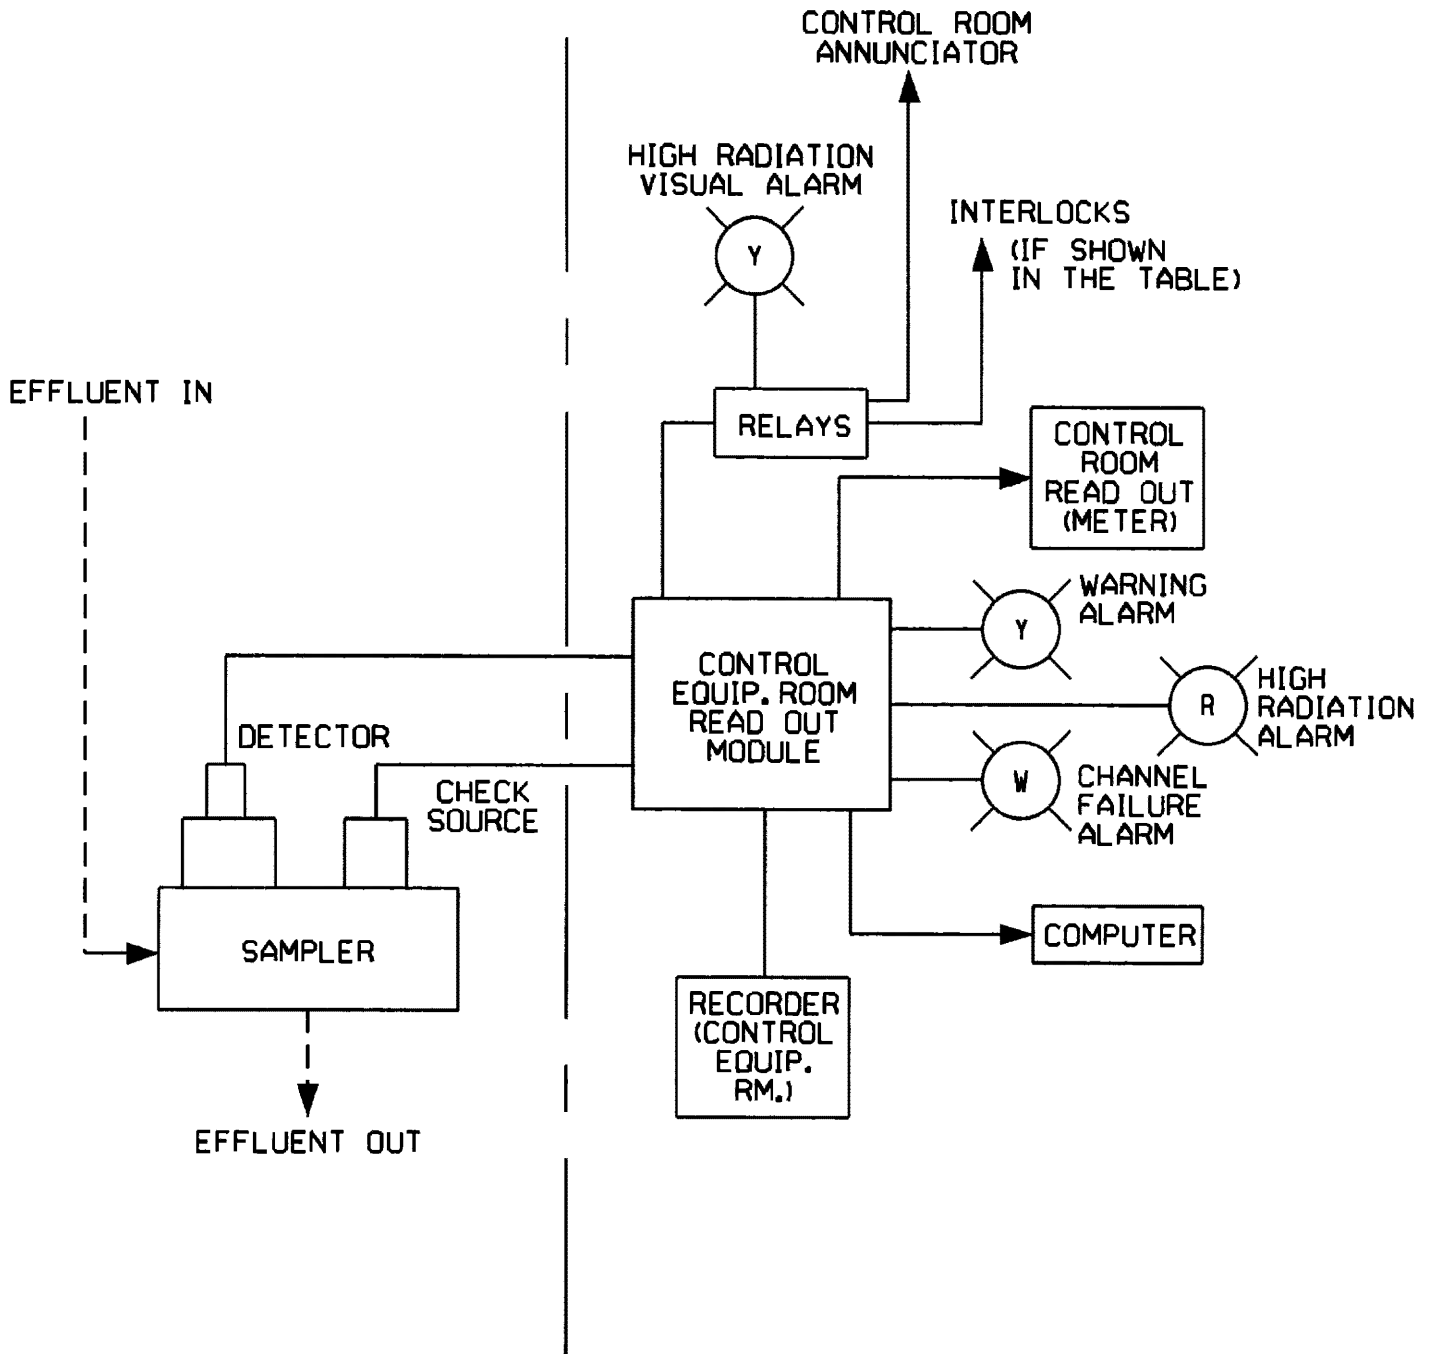 CONTROL ROOM
ANNUNCIATOR
HIGH RADIATION
VISUAL ALARM
Y
INTERLOCKS
(IF SHOWN
IN THE TABLE)
EFFLUENT IN
RELAYS
CONTROL
ROOM
READ OUT
(METER)
WARNING
ALARM
Y
CONTROL
EQUIP. ROOM
READ OUT
MODULE
R
HIGH
RADIATION
ALARM
DETECTOR
CHECK
SOURCE
W
CHANNEL
FAILURE
ALARM
SAMPLER
COMPUTER
RECORDER
(CONTROL
EQUIP.
RM.)
EFFLUENT OUT